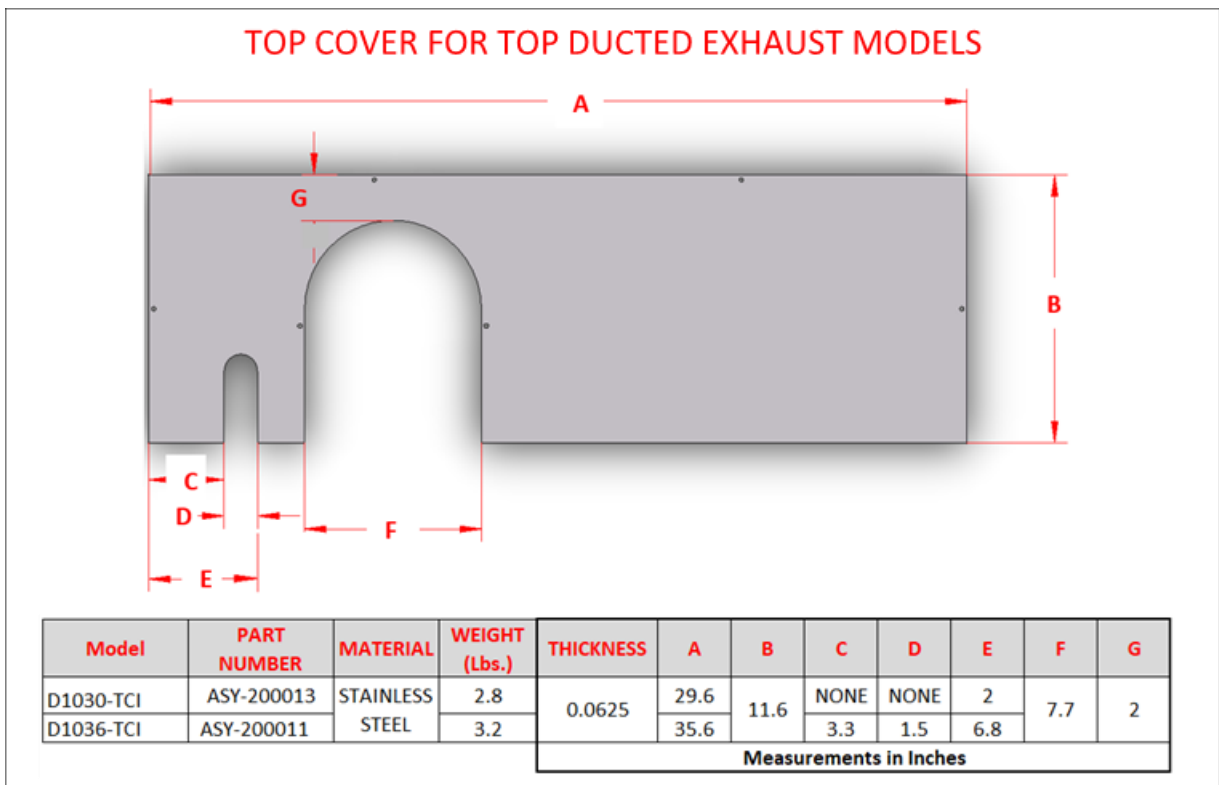 TOP COVER FOR TOP DUCTED EXHAUST MODELS
A
G
B
C
D
F
E
Model PART NUMBER MATERIAL WEIGHT (Lbs.) THICKNESS A B C D E F G
D1030-TCI ASY-200013 STAINLESS STEEL 2.8 0.0625 29.6 11.6 NONE NONE 2 7.7 2
D1036-TCI ASY-200011 3.2 35.6 3.3 1.5 6.8
Measurements in Inches